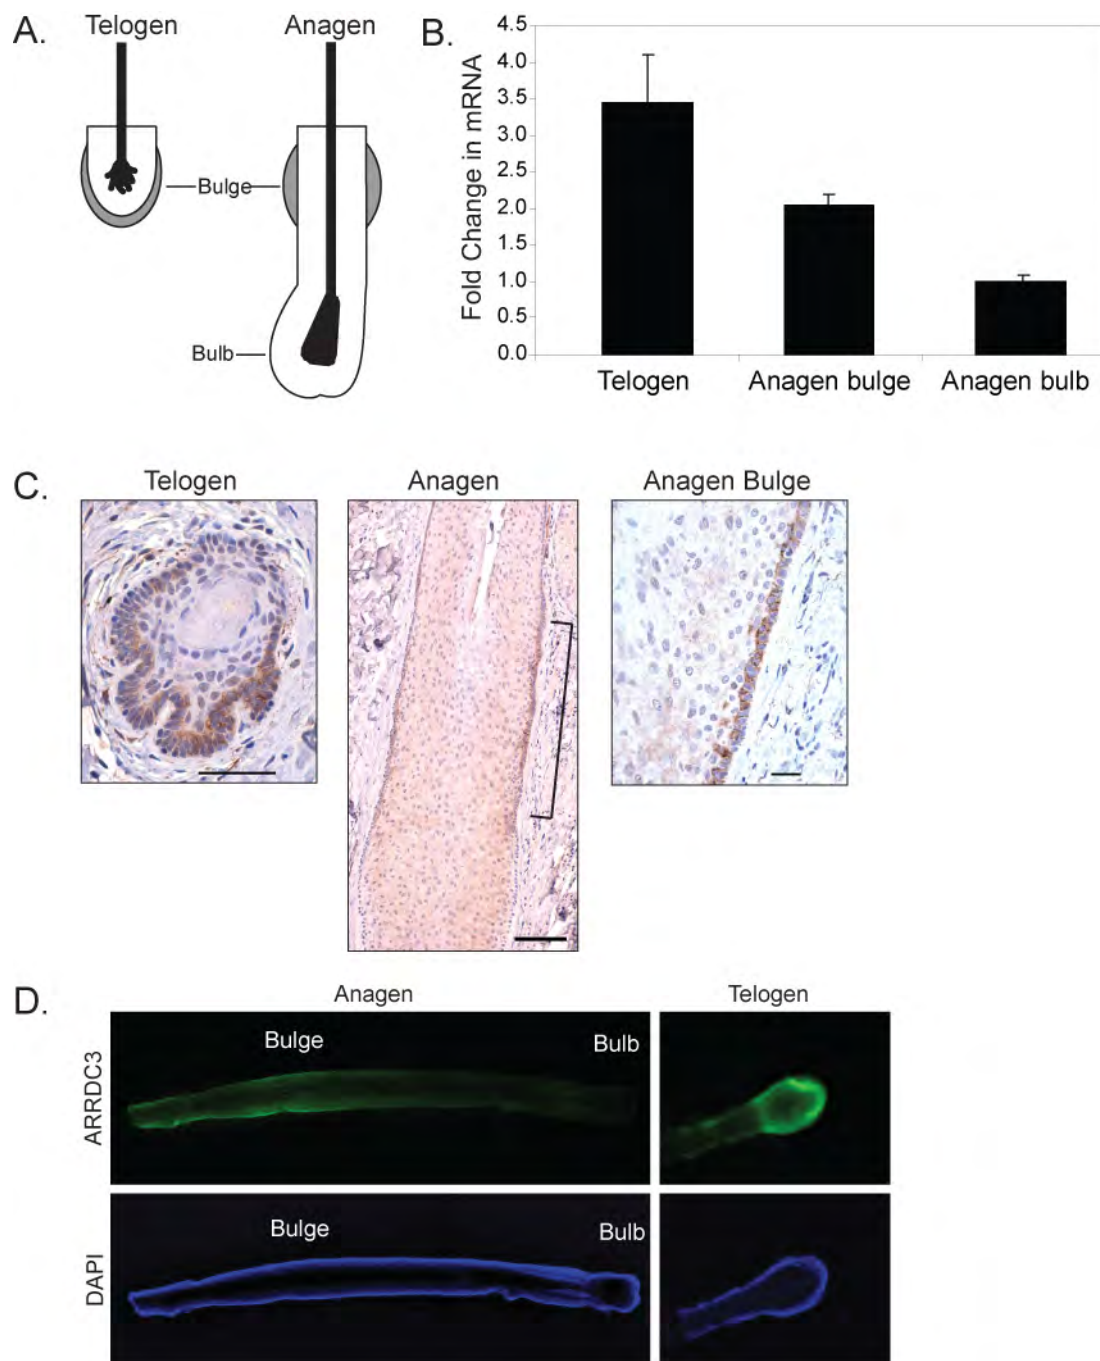 A.
Telogen
Anagen
Bulge
Bulb
B.
Fold Change in mRNA
4.5
4.0
3.5
3.0
2.5
2.0
1.5
1.0
0.5
0.0
Telogen
Anagen bulge
Anagen bulb
C.
Telogen
Anagen
Anagen Bulge
D.
Anagen
Telogen
ARRDC3
Bulge
Bulb
DAPI
Bulge
Bulb